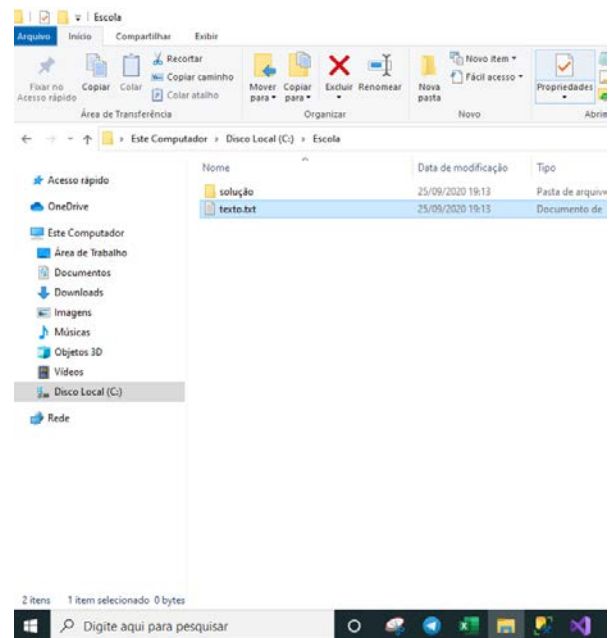 Escola
Arquivo Início Compartilhar Exibir
Fixar no Acesso rápido
Copiar
Colar
Recortar
Copiar caminho
Colar atalho
Mover para
Copiar para
Excluir
Renomear
Nova pasta
Novo item
Fácil acesso
Propriedades
Área de Transferência Organizar Novo Abrir
Este Computador Disco Local (C:) Escola
Nome Data de modificação Tipo
solução 25/09/2020 19:13 Pasta de arquivo
texto.txt 25/09/2020 19:13 Documento de
Acesso rápido
OneDrive
Este Computador
Área de Trabalho
Documentos
Downloads
Imagens
Músicas
Objetos 3D
Vídeos
Disco Local (C:)
Rede
2 itens 1 item selecionado 0 bytes
Digite aqui para pesquisar